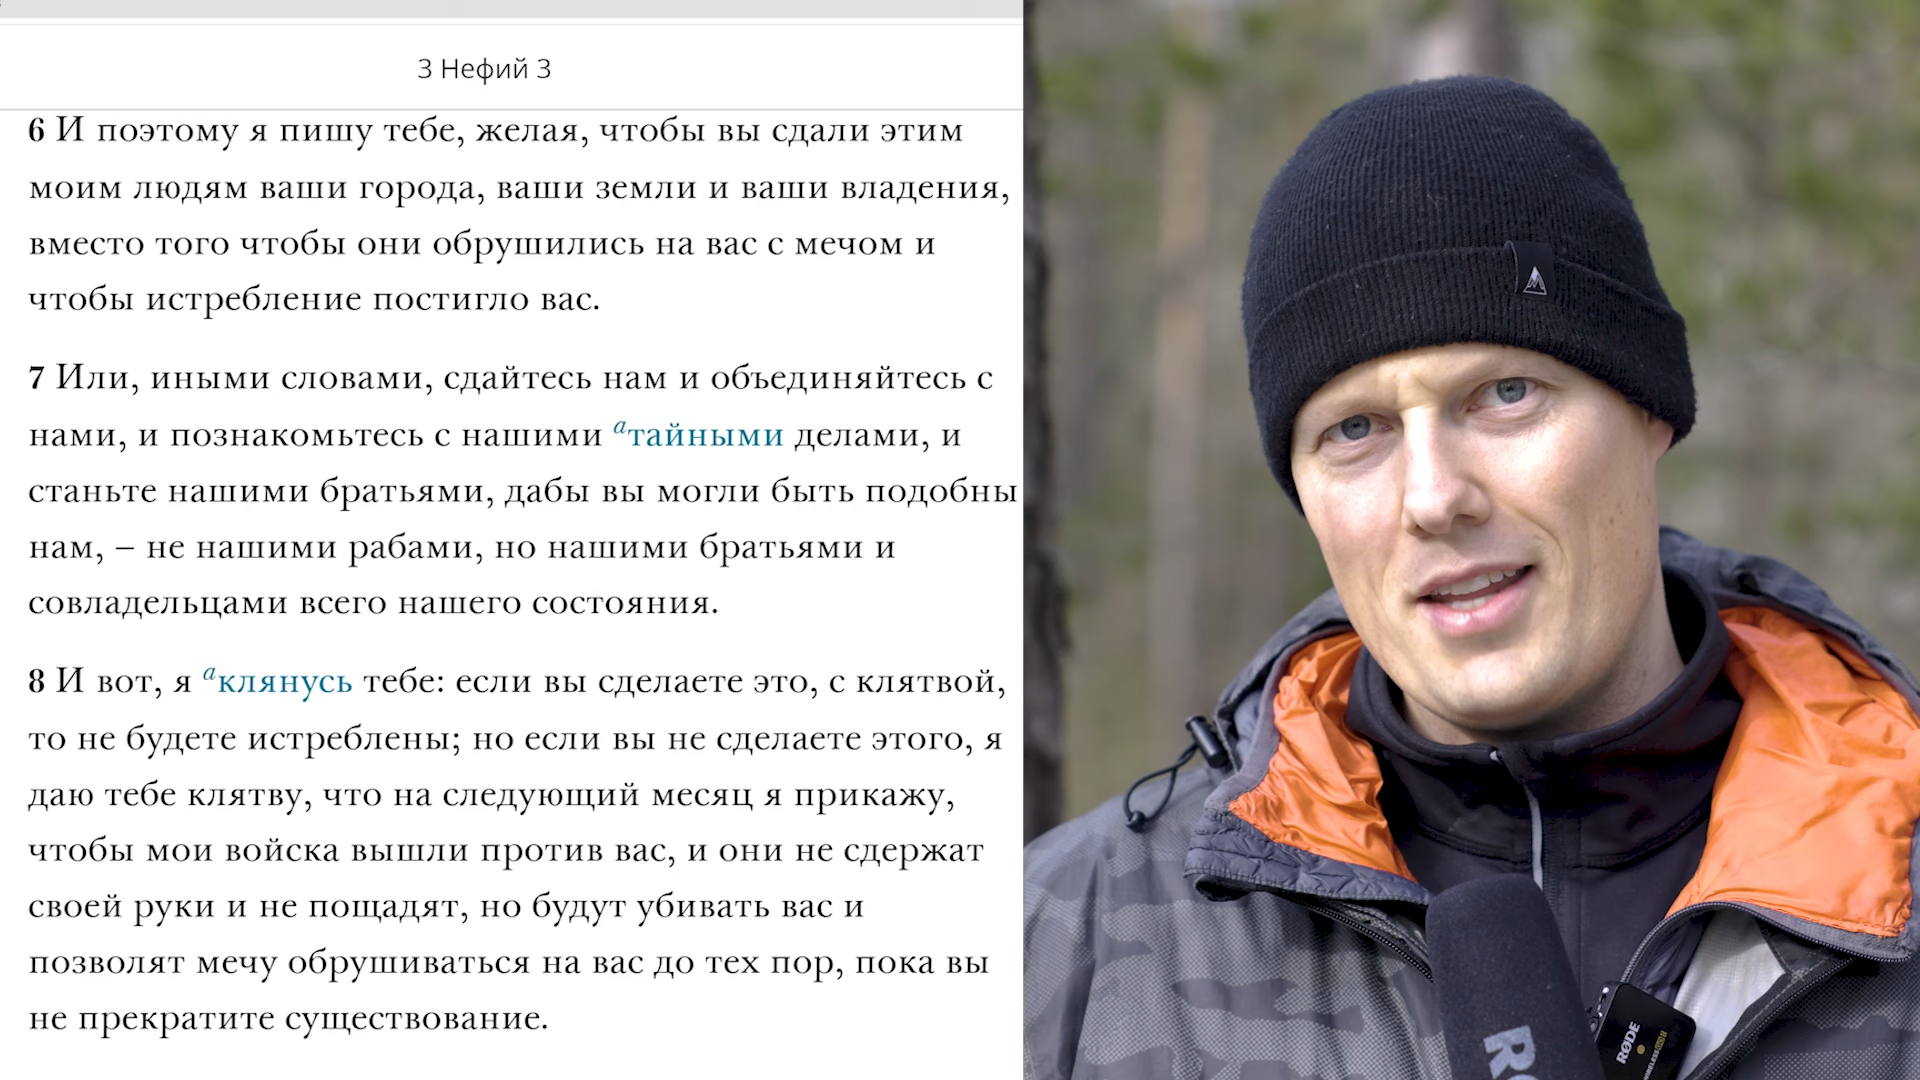 3 Нефий 3
6 И поэтому я пишу тебе, желая, чтобы вы сдали этим
моим людям ваши города, ваши земли и ваши владения,
вместо того чтобы они обрушились на вас с мечом и
чтобы истребление постигло вас.
7 Или, иными словами, сдайтесь нам и объединяйтесь с
нами, и познакомьтесь с нашими ᵃтайными делами, и
станьте нашими братьями, дабы вы могли быть подобны
нам, – не нашими рабами, но нашими братьями и
совладельцами всего нашего состояния.
8 И вот, я ᵃклянусь тебе: если вы сделаете это, с клятвой,
то не будете истреблены; но если вы не сделаете этого, я
даю тебе клятву, что на следующий месяц я прикажу,
чтобы мои войска вышли против вас, и они не сдержат
своей руки и не пощадят, но будут убивать вас и
позволят мечу обрушиваться на вас до тех пор, пока вы
не прекратите существование.
RØDE
WIRELESS GO II